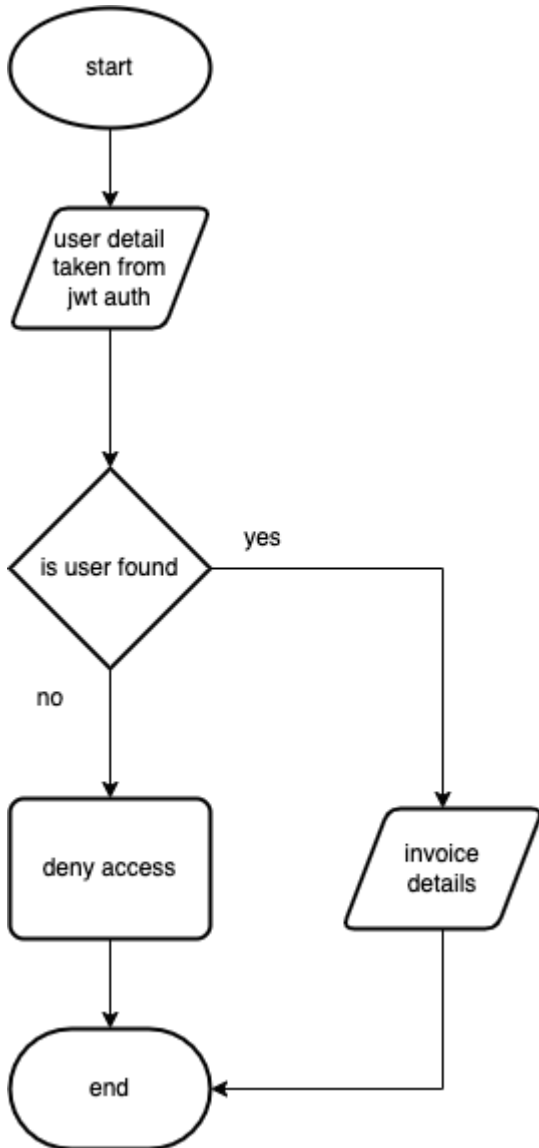 start
user detail
taken from
jwt auth
is user found
yes
no
deny access
invoice
details
end